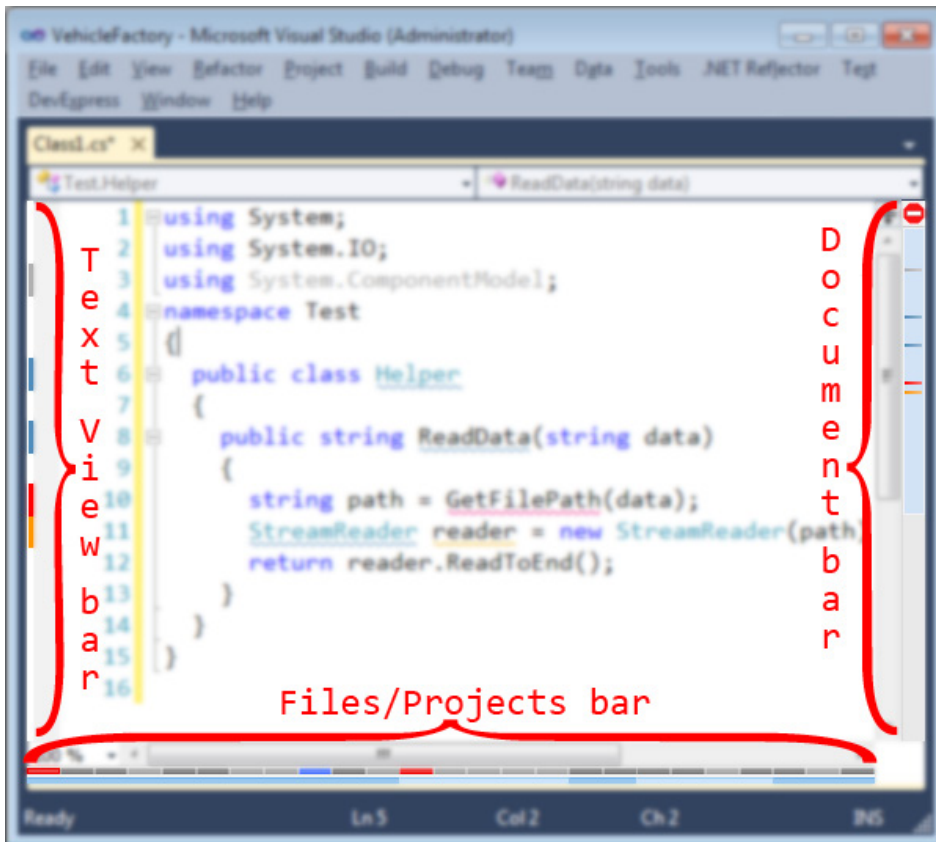 VehicleFactory - Microsoft Visual Studio (Administrator)
File Edit View Refactor Project Build Debug Team Data Tools .NET Reflector Test
DevExpress Window Help
Class1.cs* ×
Test.Helper ReadData(string data)
1 using System;
2 using System.IO;
3 using System.ComponentModel;
4 namespace Test
5 {
6 public class Helper
7 {
8 public string ReadData(string data)
9 {
10 string path = GetFilePath(data);
11 StreamReader reader = new StreamReader(path)
12 return reader.ReadToEnd();
13 }
14 }
15 }
16
Text View bar
Document bar
Files/Projects bar
Ready Ln 5 Col 2 Ch 2 INS